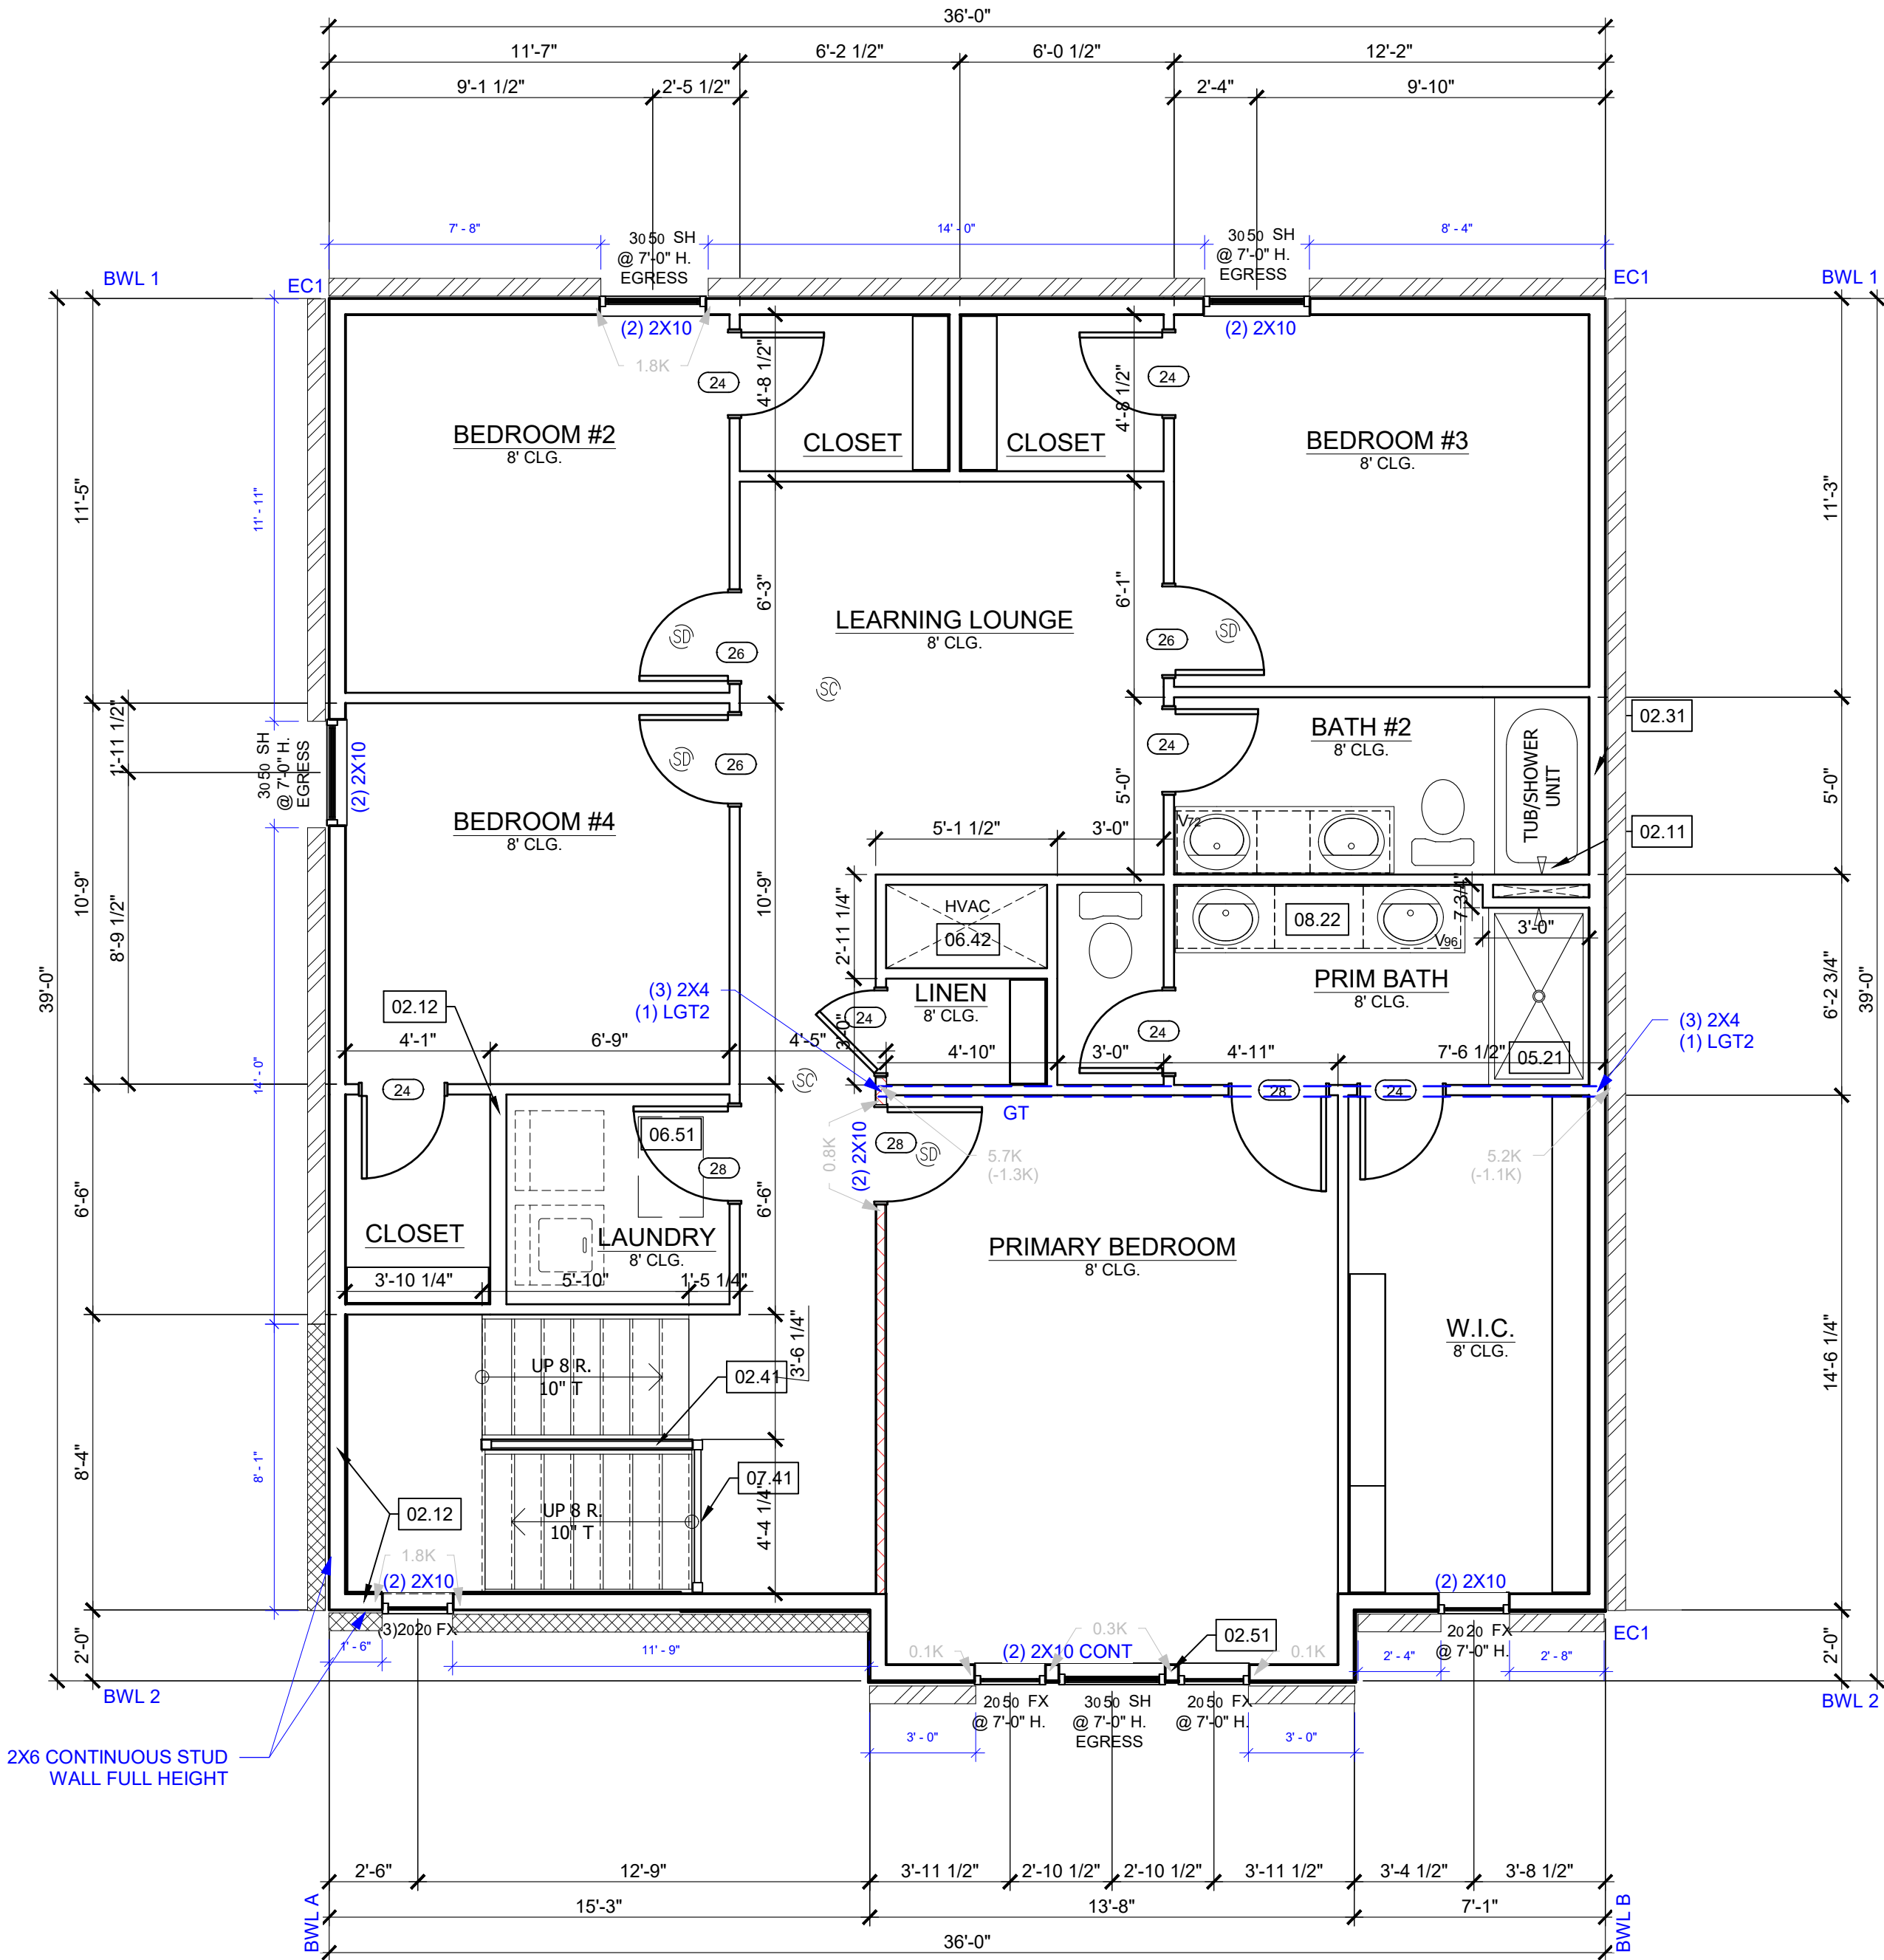 36'-0"
11'-7"
6'-2 1/2"
6'-0 1/2"
12'-2"
9'-1 1/2"
2'-5 1/2"
2'-4"
9'-10"
7' - 8"
14' - 0"
8' - 4"
3050 SH
@ 7'-0" H.
EGRESS
3050 SH
@ 7'-0" H.
EGRESS
BWL 1
EC1
EC1
BWL 1
(2) 2X10
(2) 2X10
1.8K
24
24
4'-8 1/2"
4'-8 1/2"
BEDROOM #2
8' CLG.
CLOSET
CLOSET
BEDROOM #3
8' CLG.
11'-5"
11' - 11"
11'-3"
6'-3"
6'-1"
LEARNING LOUNGE
8' CLG.
SD
SD
26
26
SC
1'-11 1/2"
3050 SH
@ 7'-0" H.
EGRESS
(2) 2X10
SD
26
24
BATH #2
8' CLG.
TUB/SHOWER
UNIT
02.31
02.11
5'-0"
5'-0"
BEDROOM #4
8' CLG.
V72
5'-1 1/2"
3'-0"
10'-9"
8'-9 1/2"
10'-9"
39'-0"
2'-11 1/4"
HVAC
06.42
08.22
V96
7 3/4"
3'-0"
6'-2 3/4"
39'-0"
(3) 2X4
(1) LGT2
LINEN
8' CLG.
PRIM BATH
8' CLG.
02.12
24
24
3'-0"
(3) 2X4
(1) LGT2
4'-1"
6'-9"
4'-5"
4'-10"
3'-0"
4'-11"
7'-6 1/2"
05.21
14' - 0"
24
SC
28
24
GT
06.51
28
28
SD
0.8K
(2) 2X10
5.7K
(-1.3K)
5.2K
(-1.1K)
6'-6"
6'-6"
CLOSET
LAUNDRY
8' CLG.
PRIMARY BEDROOM
8' CLG.
3'-10 1/4"
5'-10"
1'-5 1/4"
W.I.C.
8' CLG.
14'-6 1/4"
UP 8 R.
10" T
02.41
3'-6 1/4"
8'-4"
8' - 1"
07.41
4'-4 1/4"
UP 8 R.
10" T
02.12
1.8K
(2) 2X10
(2) 2X10
(3)2020 FX
1' - 6"
11' - 9"
0.1K
0.3K
(2) 2X10 CONT
02.51
0.1K
2020 FX
@ 7'-0" H.
EC1
2' - 4"
2' - 8"
2'-0"
2'-0"
BWL 2
BWL 2
2050 FX
@ 7'-0" H.
3050 SH
@ 7'-0" H.
EGRESS
2050 FX
@ 7'-0" H.
3' - 0"
3' - 0"
2X6 CONTINUOUS STUD
WALL FULL HEIGHT
2'-6"
12'-9"
3'-11 1/2"
2'-10 1/2"
2'-10 1/2"
3'-11 1/2"
3'-4 1/2"
3'-8 1/2"
15'-3"
13'-8"
7'-1"
BWL A
36'-0"
BWL B